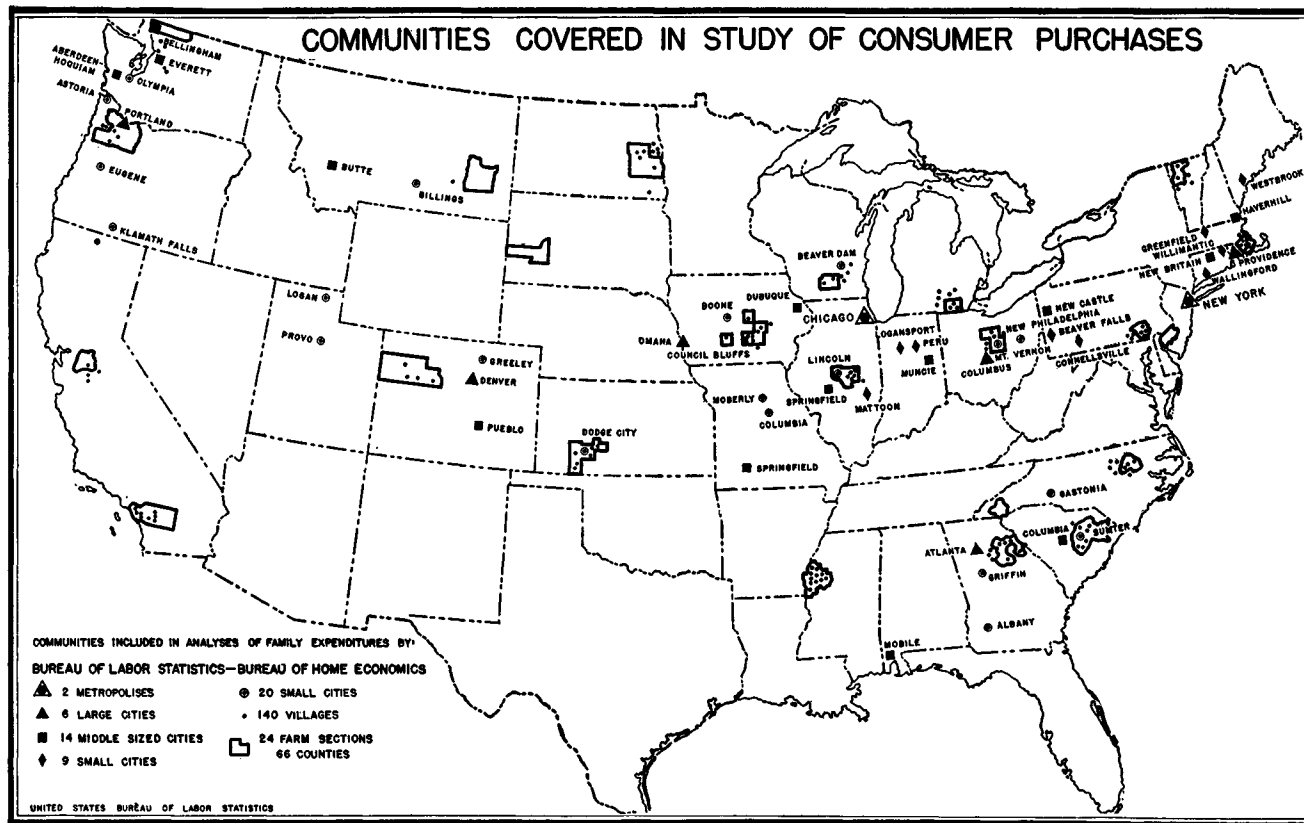 COMMUNITIES COVERED IN STUDY OF CONSUMER PURCHASES
BELLINGHAM
ABERDEEN-
HOQUIAM
EVERETT
OLYMPIA
ASTORIA
PORTLAND
EUGENE
KLAMATH FALLS
BUTTE
BILLINGS
LOGAN
PROVO
GREELEY
DENVER
PUEBLO
DODGE CITY
OMAHA
COUNCIL BLUFFS
BOONE
DUBUQUE
BEAVER DAM
CHICAGO
LINCOLN
SPRINGFIELD
MATTOON
MOBERLY
COLUMBIA
SPRINGFIELD
LOGANSPORT
PERU
MUNCIE
COLUMBUS
MT. VERNON
NEW PHILADELPHIA
NEW CASTLE
BEAVER FALLS
CONNELLSVILLE
WESTBROOK
HAVERHILL
GREENFIELD
WILLIMANTIC
NEW BRITAIN
PROVIDENCE
WALLINGFORD
NEW YORK
GASTONIA
COLUMBIA
SUMTER
ATLANTA
GRIFFIN
ALBANY
MOBILE
COMMUNITIES INCLUDED IN ANALYSES OF FAMILY EXPENDITURES BY:
BUREAU OF LABOR STATISTICS—BUREAU OF HOME ECONOMICS
2 METROPOLISES
20 SMALL CITIES
6 LARGE CITIES
140 VILLAGES
14 MIDDLE SIZED CITIES
24 FARM SECTIONS
66 COUNTIES
9 SMALL CITIES
UNITED STATES BUREAU OF LABOR STATISTICS